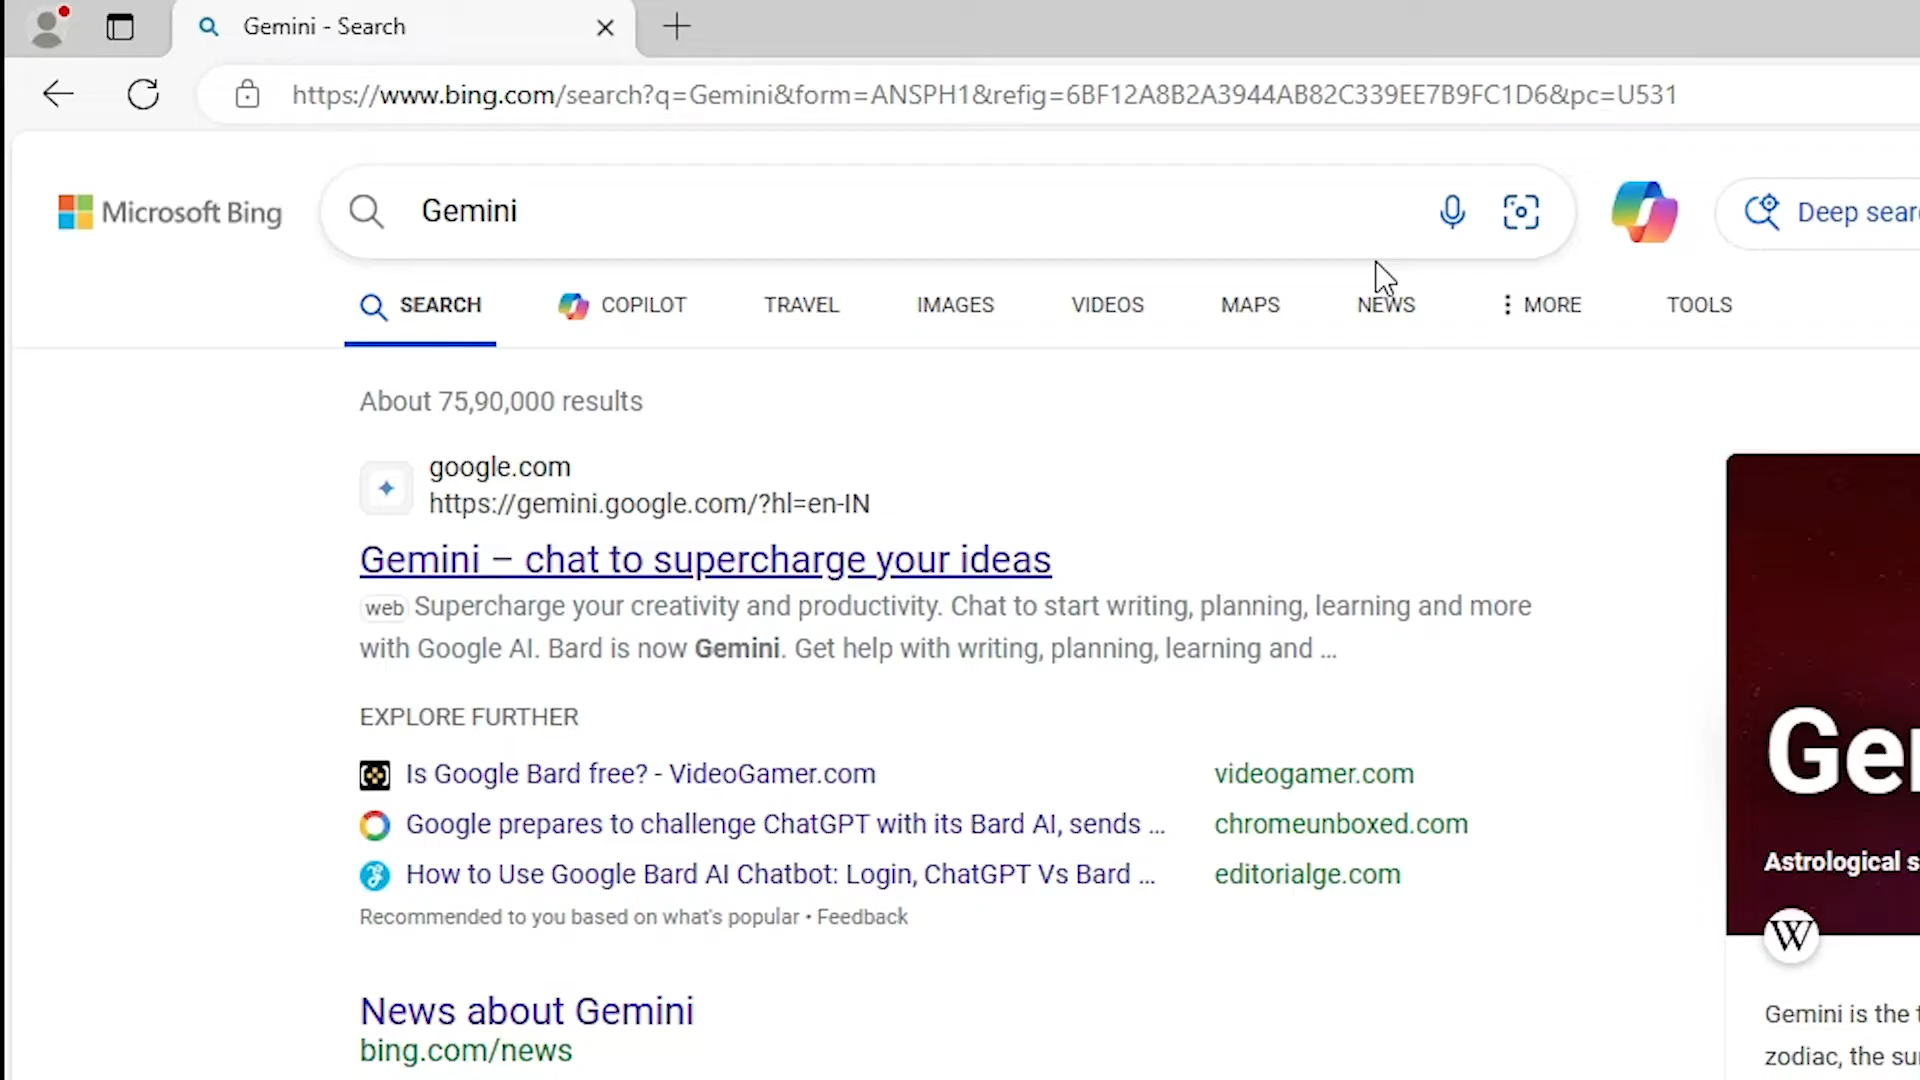 Gemini - Search
https://www.bing.com/search?q=Gemini&form=ANSPH1&refig=6BF12A8B2A3944AB82C339EE7B9FC1D6&pc=U531
Microsoft Bing
Gemini
Deep sear
SEARCH COPILOT TRAVEL IMAGES VIDEOS MAPS NEWS MORE TOOLS
About 75,90,000 results
google.com
https://gemini.google.com/?hl=en-IN
Gemini – chat to supercharge your ideas
web Supercharge your creativity and productivity. Chat to start writing, planning, learning and more
with Google AI. Bard is now Gemini. Get help with writing, planning, learning and ...
EXPLORE FURTHER
Is Google Bard free? - VideoGamer.com videogamer.com
Google prepares to challenge ChatGPT with its Bard AI, sends ... chromeunboxed.com
How to Use Google Bard AI Chatbot: Login, ChatGPT Vs Bard ... editorialge.com
Recommended to you based on what's popular • Feedback
News about Gemini
bing.com/news
Ge
Astrological s
W
Gemini is the t
zodiac, the su